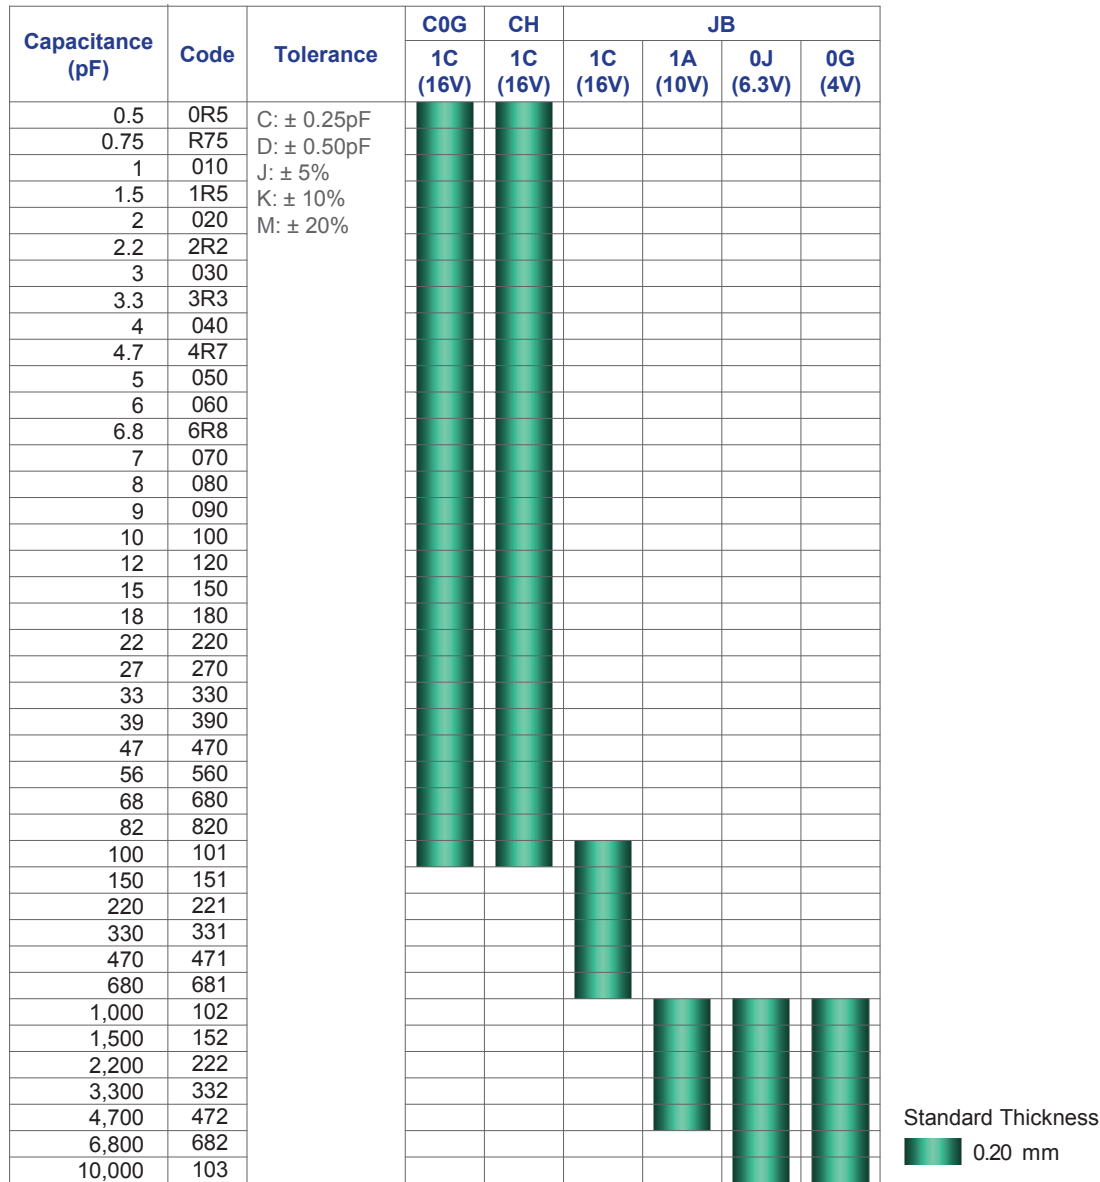 Capacitance (pF) Code Tolerance C0G CH JB
1C (16V) 1C (16V) 1C (16V) 1A (10V) 0J (6.3V) 0G (4V)
0.5 0R5 C: ± 0.25pF
0.75 R75 D: ± 0.50pF
1 010 J: ± 5%
1.5 1R5 K: ± 10%
2 020 M: ± 20%
2.2 2R2
3 030
3.3 3R3
4 040
4.7 4R7
5 050
6 060
6.8 6R8
7 070
8 080
9 090
10 100
12 120
15 150
18 180
22 220
27 270
33 330
39 390
47 470
56 560
68 680
82 820
100 101
150 151
220 221
330 331
470 471
680 681
1,000 102
1,500 152
2,200 222
3,300 332
4,700 472
6,800 682
10,000 103
Standard Thickness
0.20 mm